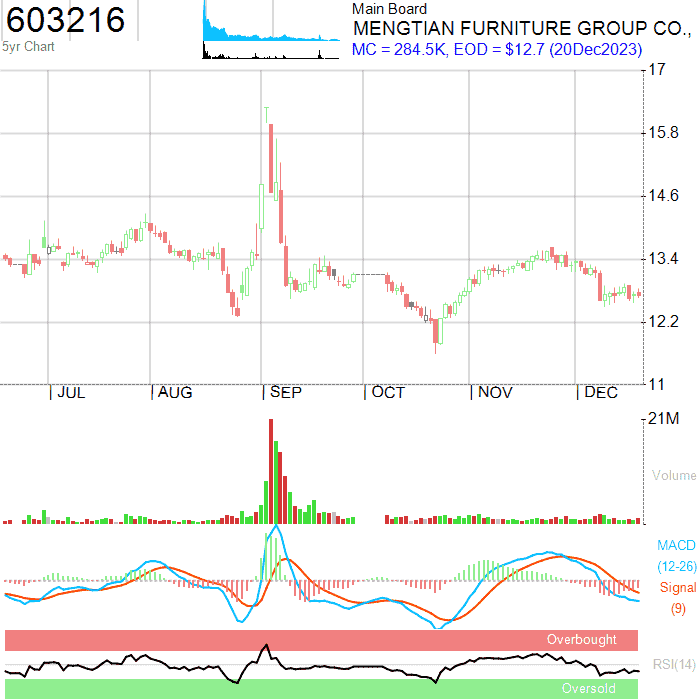 603216
5yr Chart
Main Board
MENGTIAN FURNITURE GROUP CO.,
MC = 284.5K, EOD = $12.7 (20Dec2023)
17
15.8
14.6
13.4
12.2
11
JUL
AUG
SEP
OCT
NOV
DEC
21M
Volume
MACD
(12-26)
Signal
(9)
Overbought
RSI(14)
Oversold